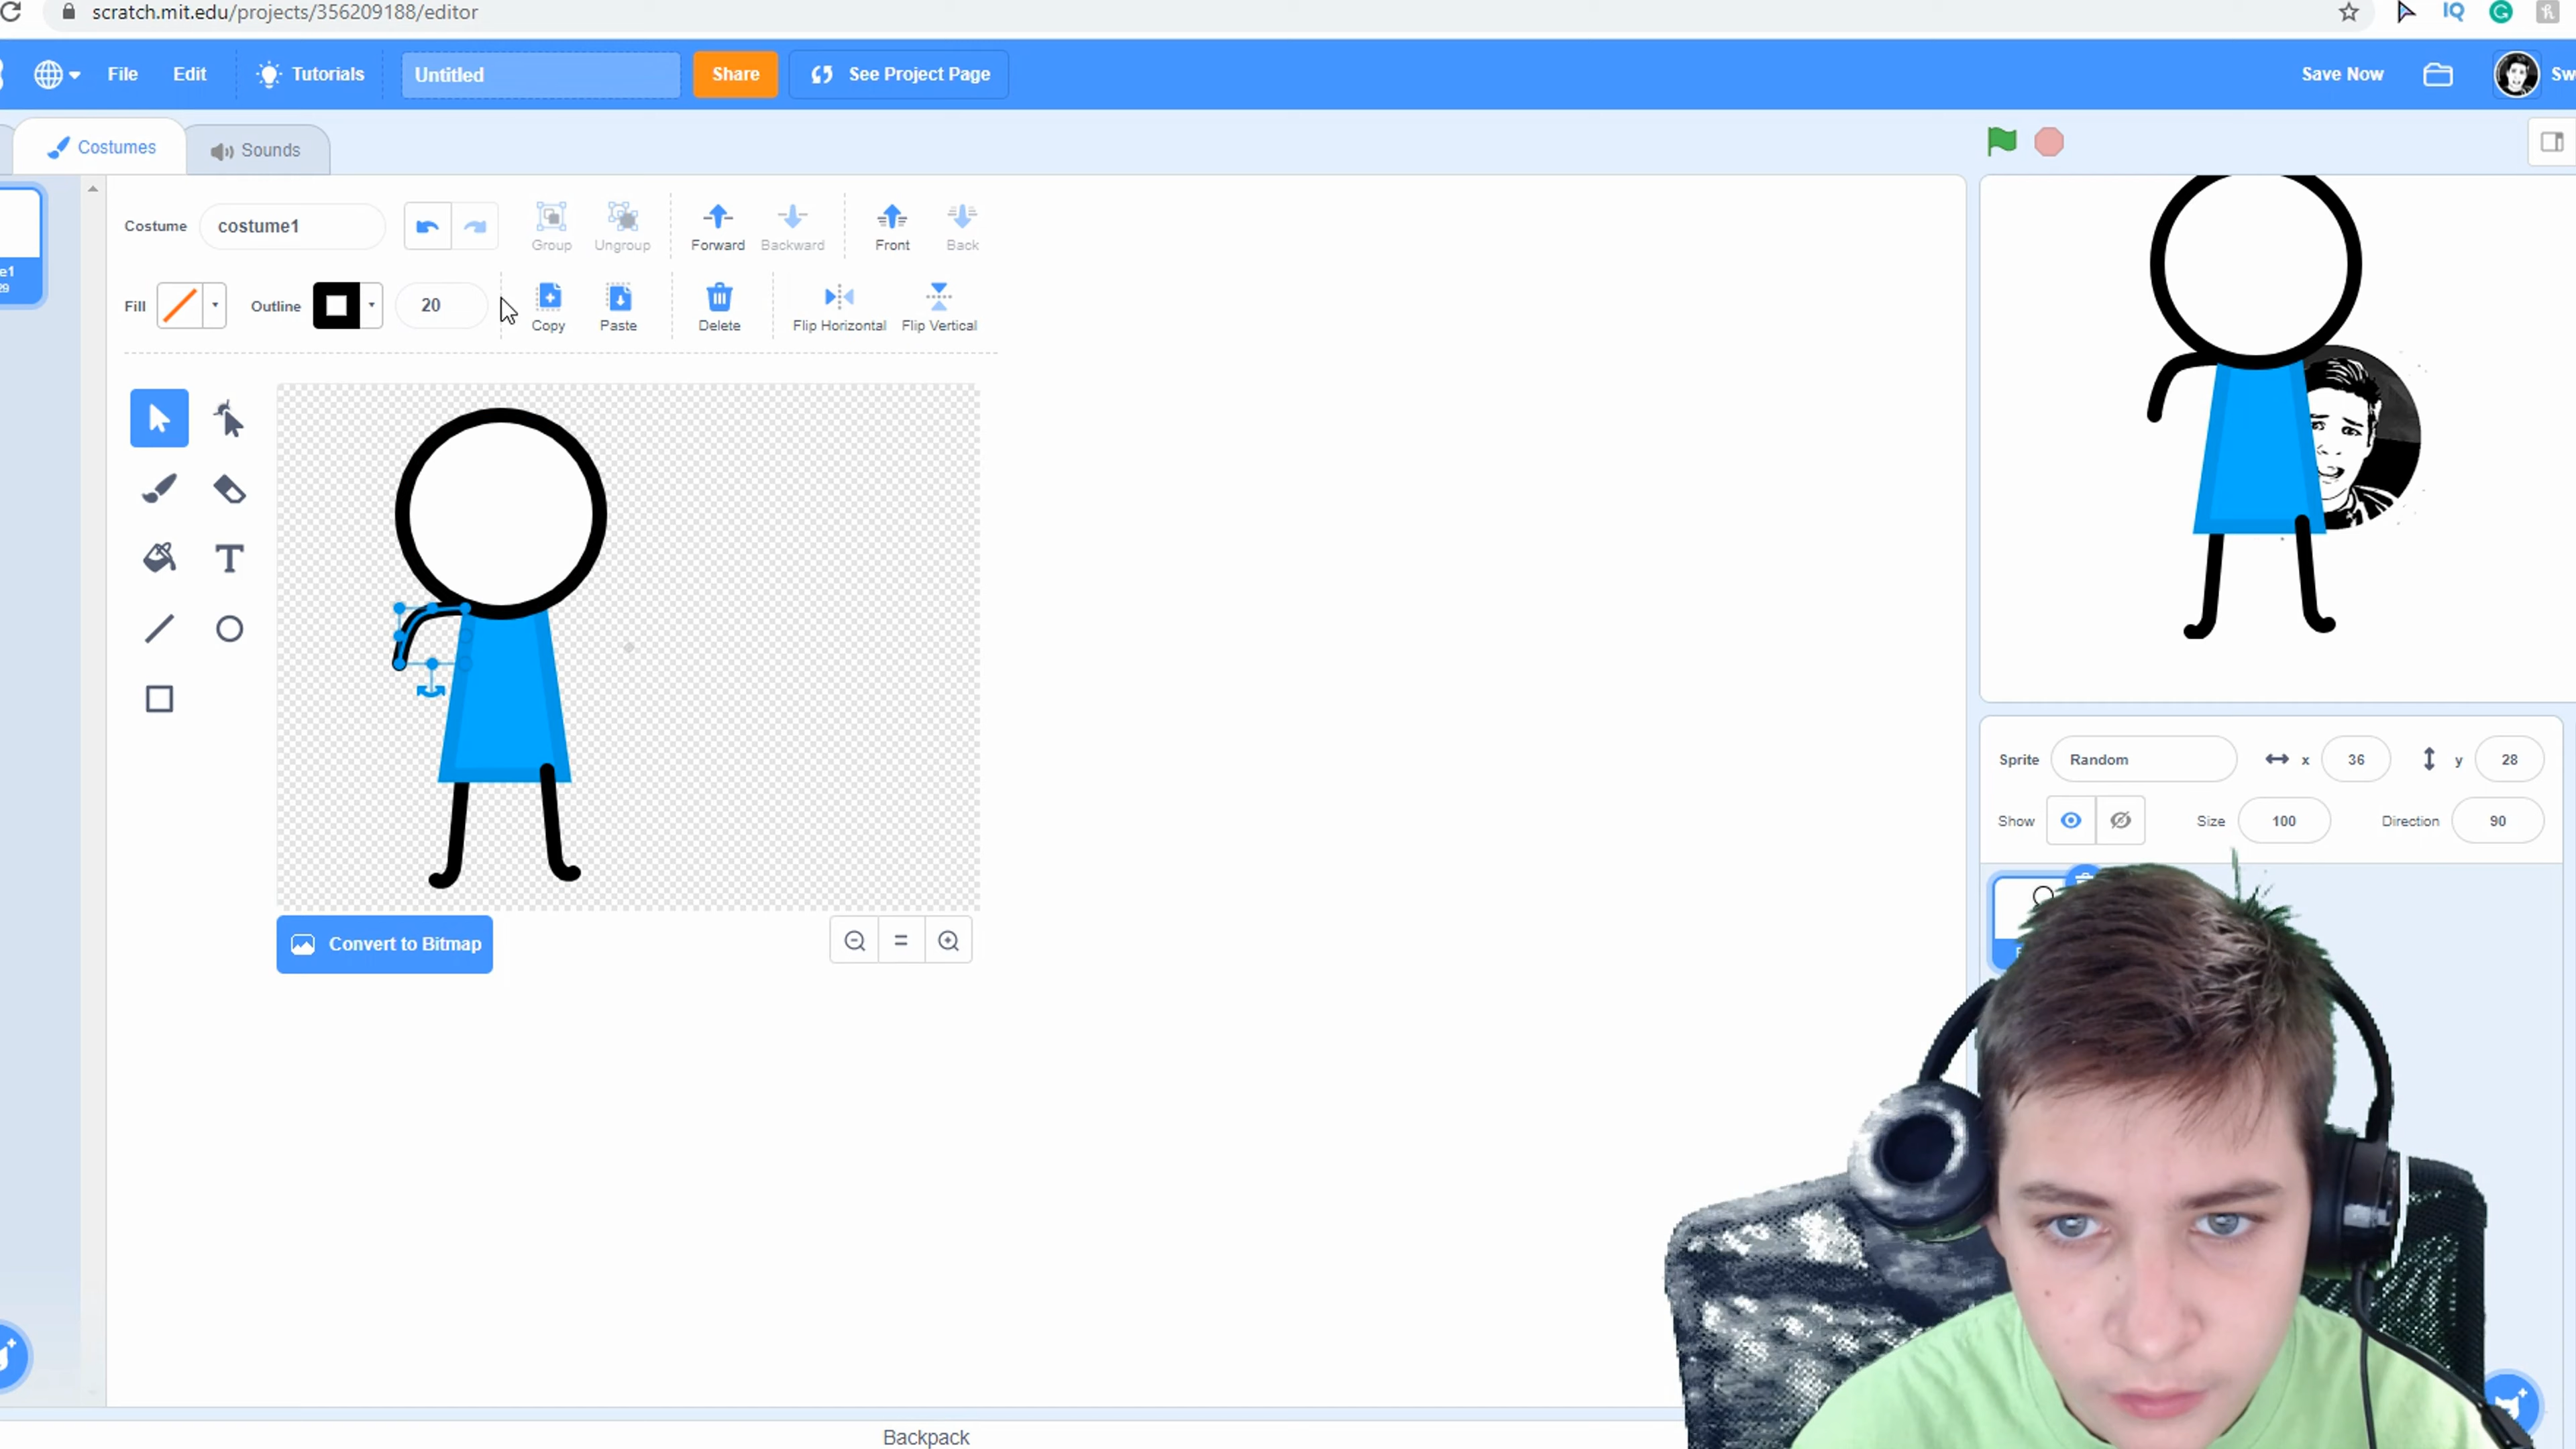 scratch.mit.edu/projects/356209188/editor
IQ
File Edit Tutorials Untitled Share See Project Page Save Now
Costumes Sounds
Costume costume1 Group Ungroup Forward Backward Front Back
Fill Outline 20 Copy Paste Delete Flip Horizontal Flip Vertical
T
Convert to Bitmap
Sprite Random x 36 y 28
Show Size 100 Direction 90
Backpack